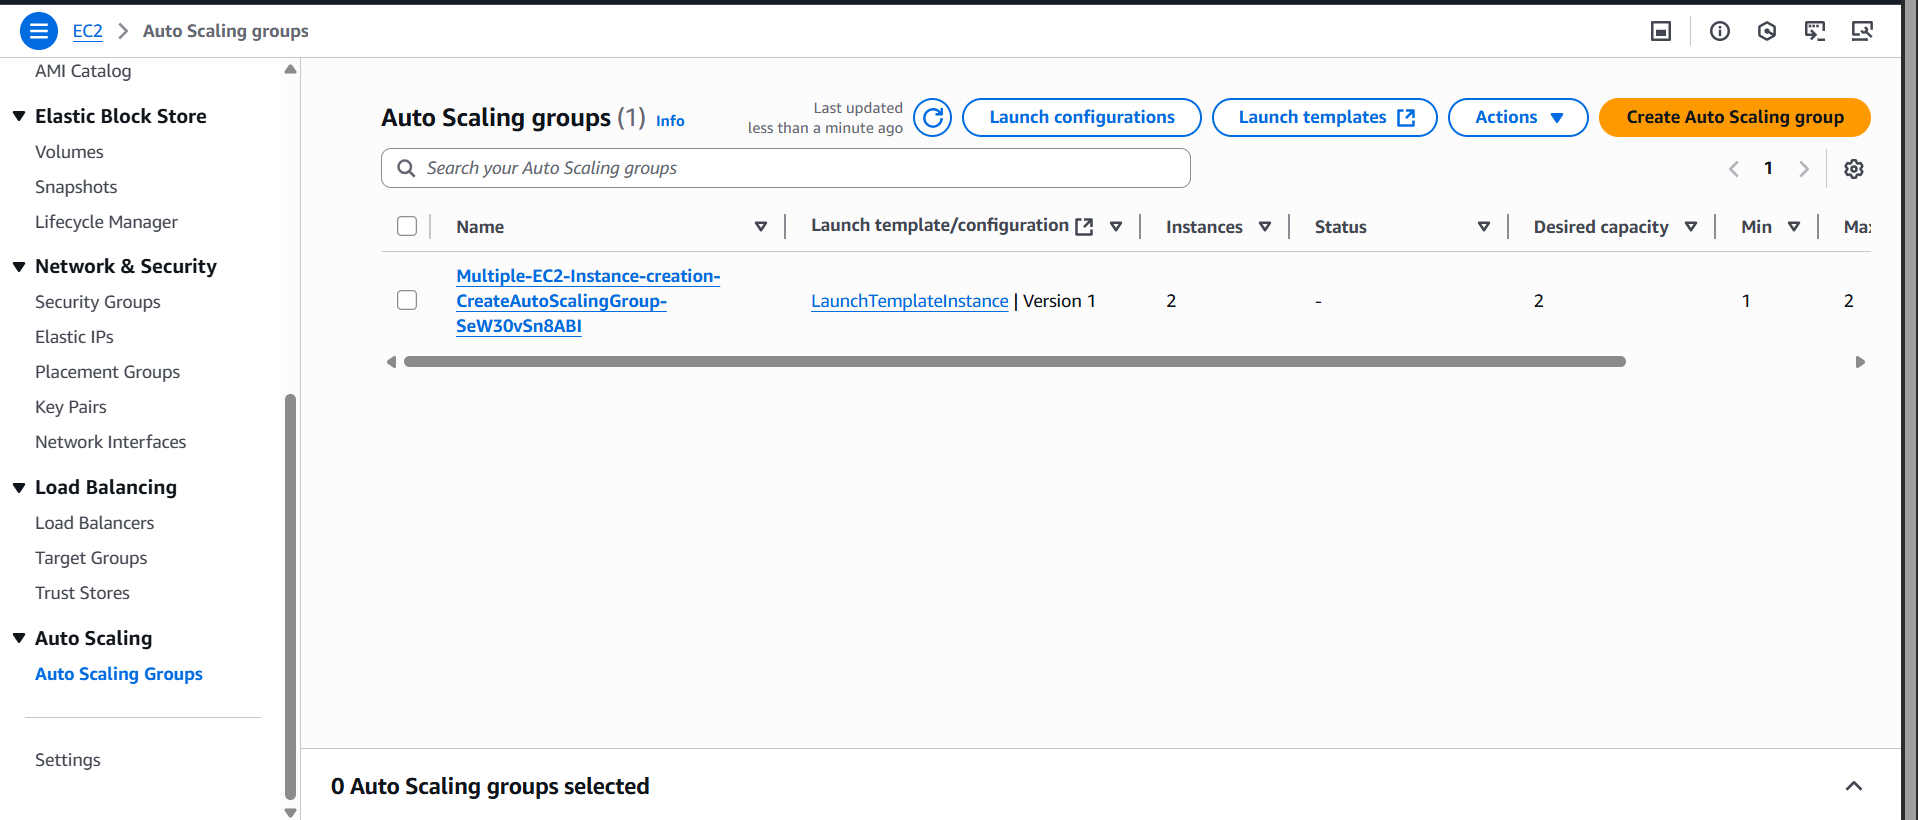 EC2 > Auto Scaling groups
AMI Catalog
Elastic Block Store
Volumes
Snapshots
Lifecycle Manager
Network & Security
Security Groups
Elastic IPs
Placement Groups
Key Pairs
Network Interfaces
Load Balancing
Load Balancers
Target Groups
Trust Stores
Auto Scaling
Auto Scaling Groups
Settings
Auto Scaling groups (1) Info
Last updated
less than a minute ago
Launch configurations
Launch templates
Actions
Create Auto Scaling group
Search your Auto Scaling groups
1
Name Launch template/configuration Instances Status Desired capacity Min Max
Multiple-EC2-Instance-creation-
CreateAutoScalingGroup-
SeW30vSn8ABI
LaunchTemplateInstance | Version 1 2 - 2 1 2
0 Auto Scaling groups selected